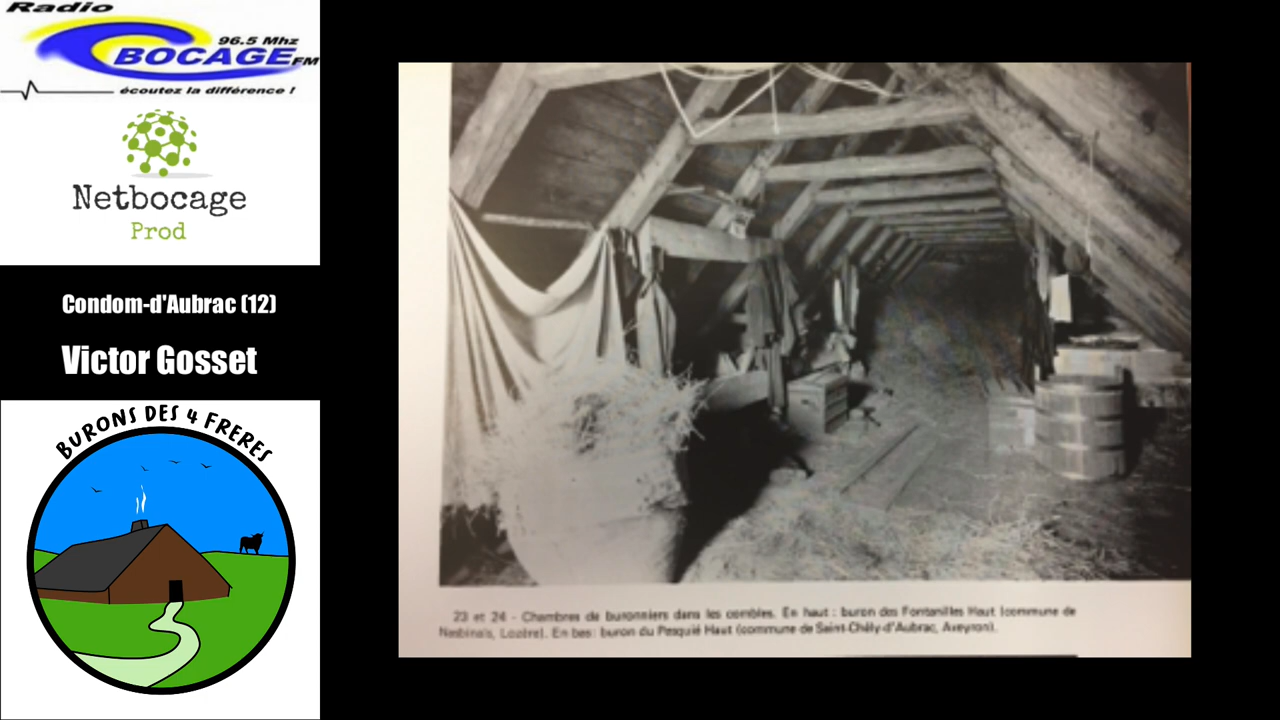 Radio
96.5 Mhz
BOCAGE FM
écoutez la différence !
Netbocage
Prod
Condom-d'Aubrac (12)
Victor Gosset
BURONS DES 4 FRERES
23 et 24 - Chambres de buronniers dans les combles. En haut : buron des Fontanilles Haut (commune de
Nasbinals, Lozère). En bas : buron du Pesquié Haut (commune de Saint-Chély-d'Aubrac, Aveyron).